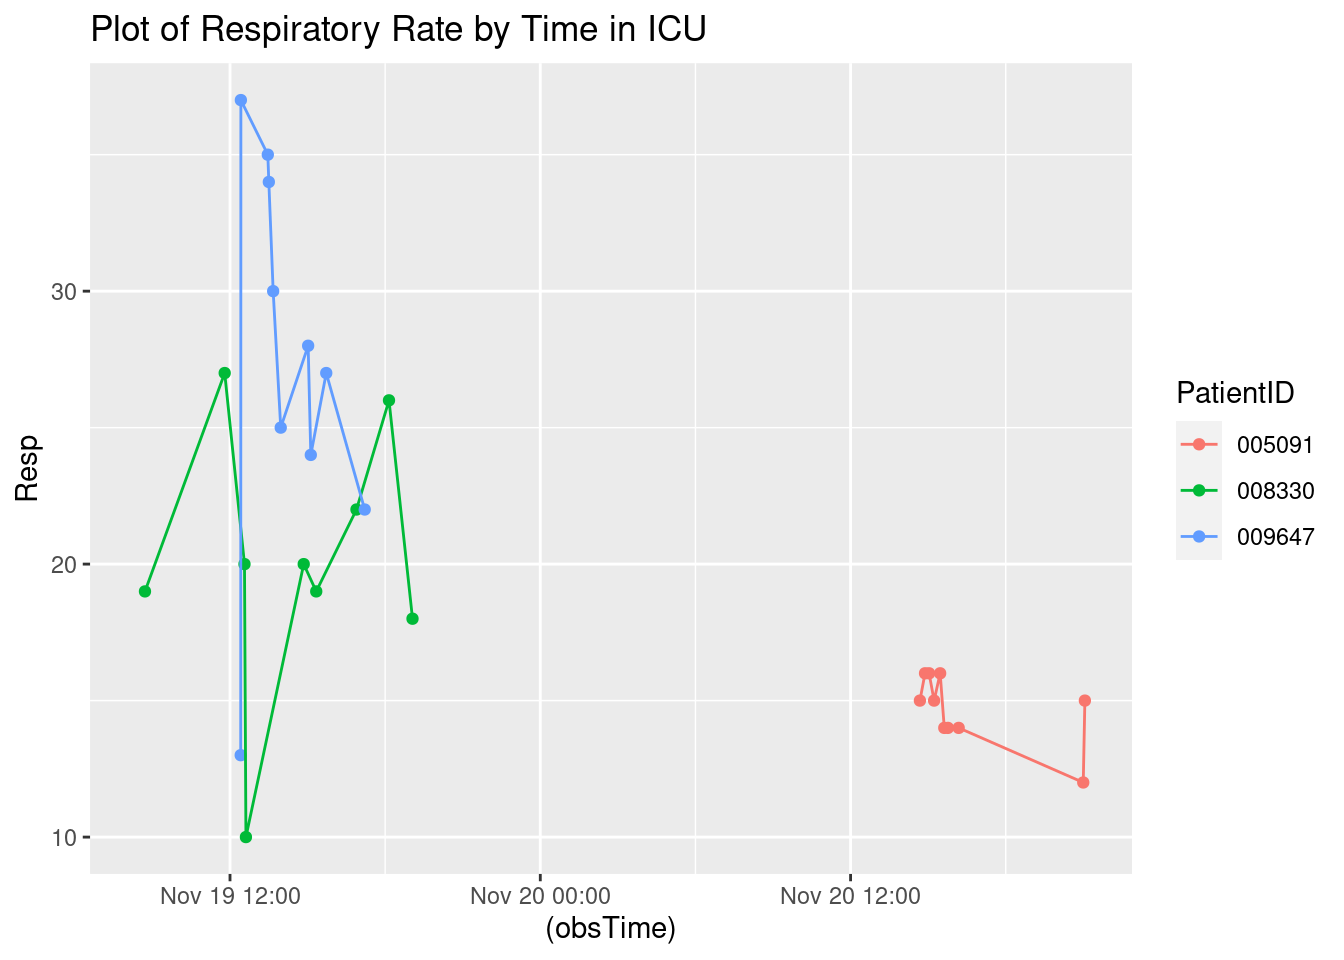 Plot of Respiratory Rate by Time in ICU
Resp
30
20
10
Nov 19 12:00
Nov 20 00:00
Nov 20 12:00
(obsTime)
PatientID
005091
008330
009647